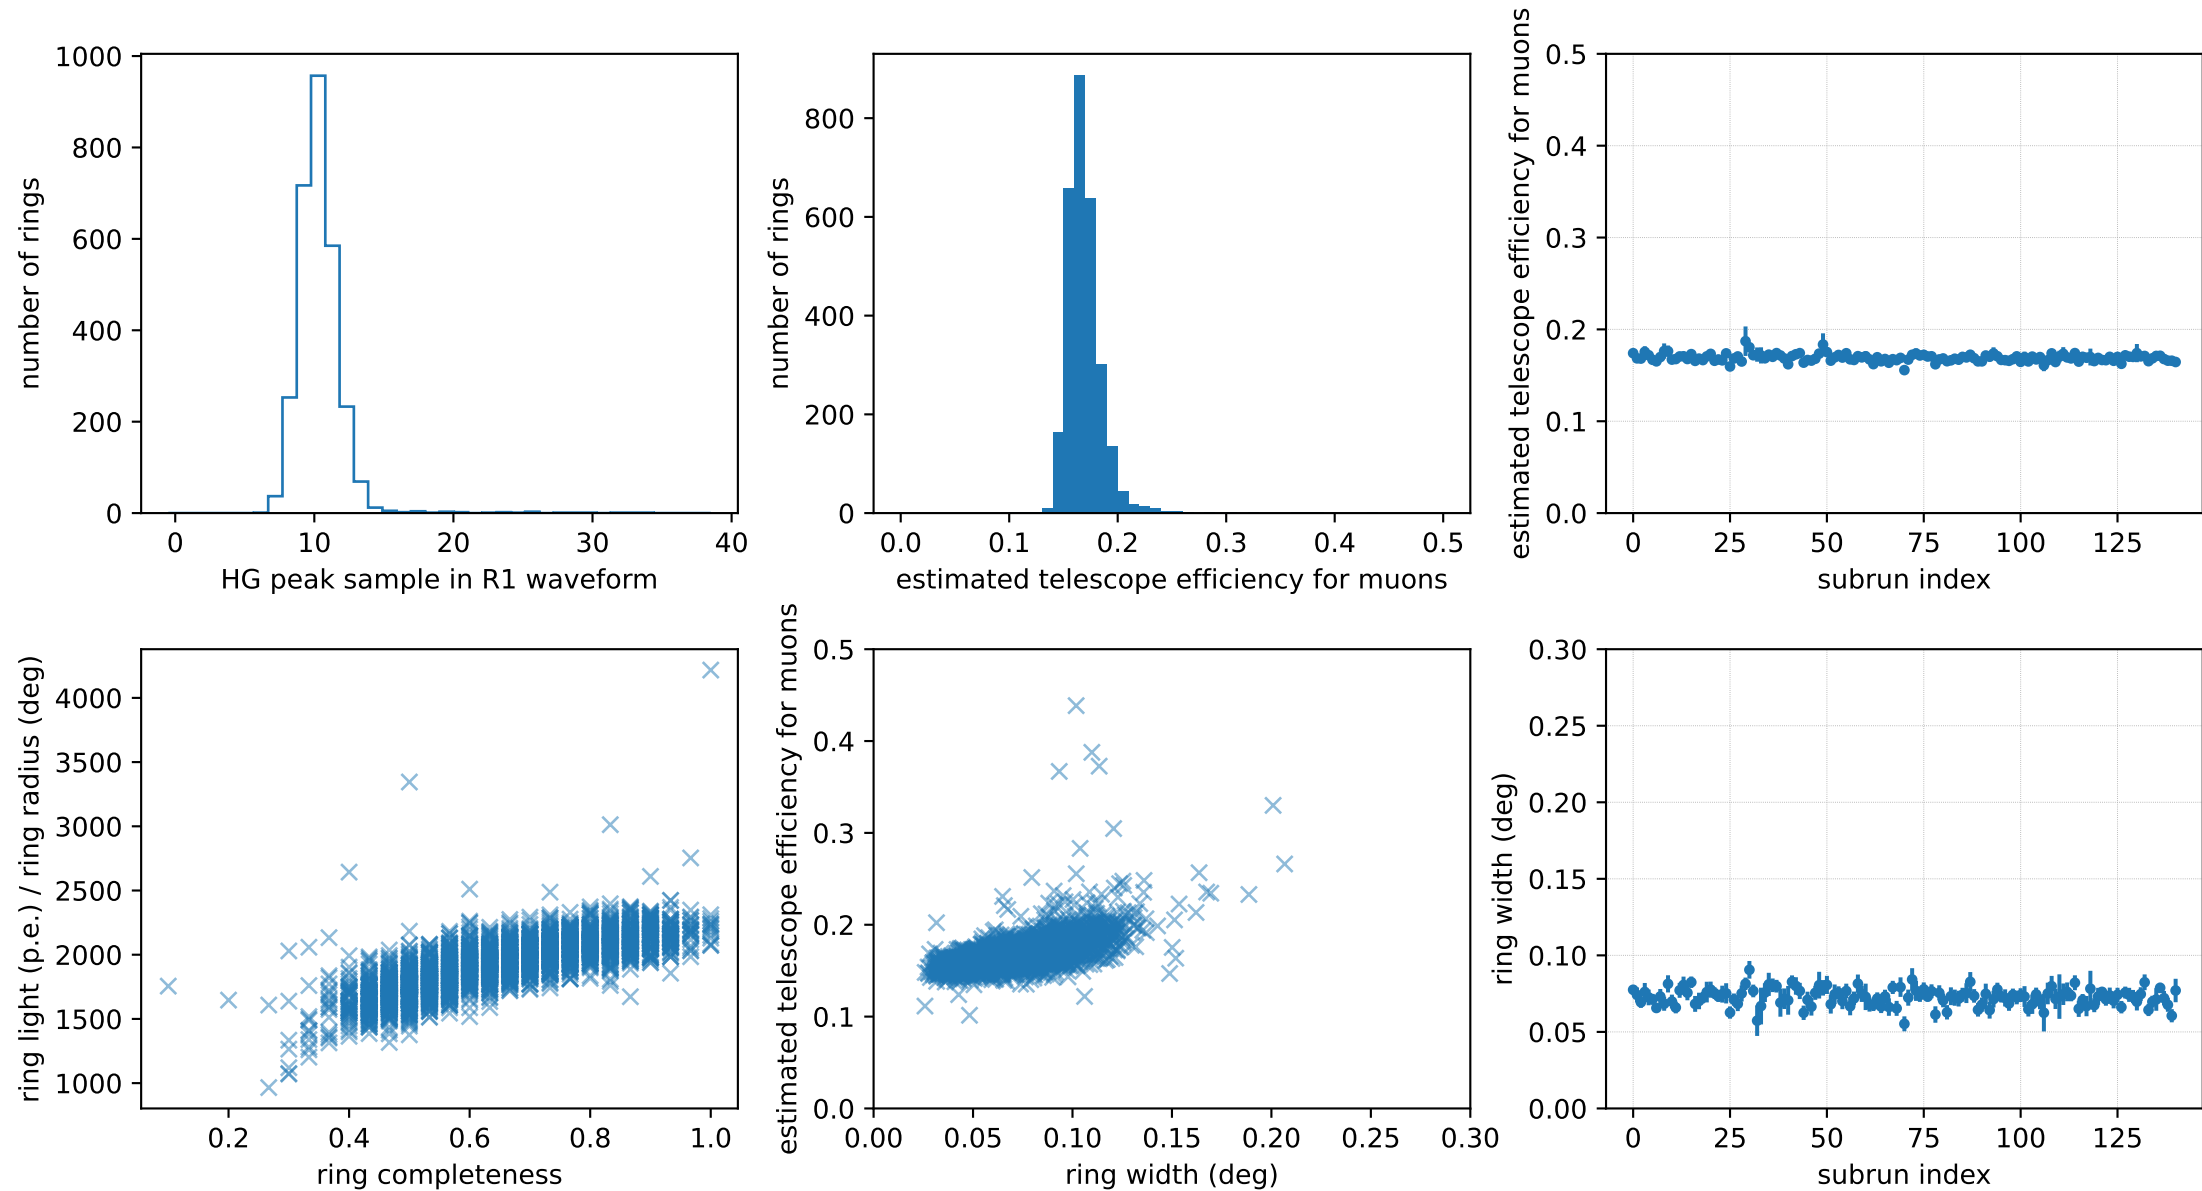 number of rings
1000
800
600
400
200
0
0 10 20 30 40
HG peak sample in R1 waveform
number of rings
800
600
400
200
0
0.0 0.1 0.2 0.3 0.4 0.5
estimated telescope efficiency for muons
estimated telescope efficiency for muons
0.5
0.4
0.3
0.2
0.1
0.0
0 25 50 75 100 125
subrun index
ring light (p.e.) / ring radius (deg)
4000
3500
3000
2500
2000
1500
1000
0.2 0.4 0.6 0.8 1.0
ring completeness
estimated telescope efficiency for muons
0.5
0.4
0.3
0.2
0.1
0.0
0.00 0.05 0.10 0.15 0.20 0.25 0.30
ring width (deg)
ring width (deg)
0.30
0.25
0.20
0.15
0.10
0.05
0.00
0 25 50 75 100 125
subrun index